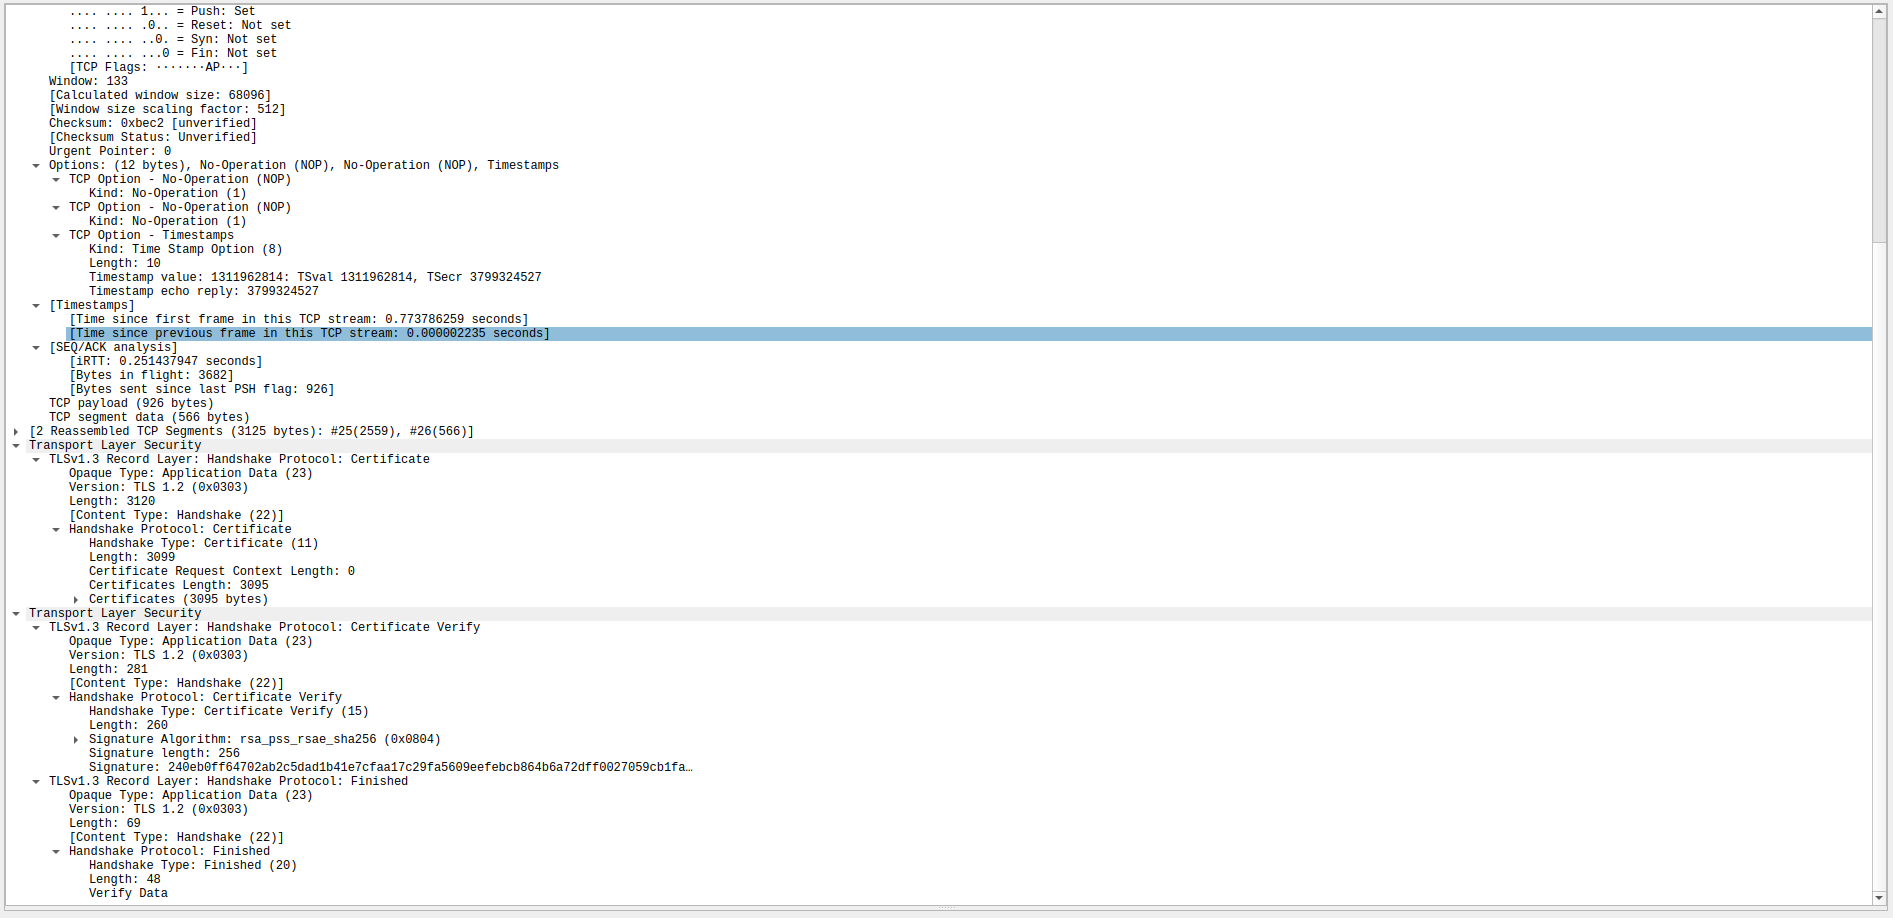 .... .... 1... = Push: Set
.... .... .0.. = Reset: Not set
.... .... ..0. = Syn: Not set
.... .... ...0 = Fin: Not set
[TCP Flags: ·······AP···]
Window: 133
[Calculated window size: 68096]
[Window size scaling factor: 512]
Checksum: 0xbec2 [unverified]
[Checksum Status: Unverified]
Urgent Pointer: 0
Options: (12 bytes), No-Operation (NOP), No-Operation (NOP), Timestamps
TCP Option - No-Operation (NOP)
Kind: No-Operation (1)
TCP Option - No-Operation (NOP)
Kind: No-Operation (1)
TCP Option - Timestamps
Kind: Time Stamp Option (8)
Length: 10
Timestamp value: 1311962814: TSval 1311962814, TSecr 3799324527
Timestamp echo reply: 3799324527
[Timestamps]
[Time since first frame in this TCP stream: 0.773786259 seconds]
[Time since previous frame in this TCP stream: 0.000002235 seconds]
[SEQ/ACK analysis]
[iRTT: 0.251437947 seconds]
[Bytes in flight: 3682]
[Bytes sent since last PSH flag: 926]
TCP payload (926 bytes)
TCP segment data (566 bytes)
[2 Reassembled TCP Segments (3125 bytes): #25(2559), #26(566)]
Transport Layer Security
TLSv1.3 Record Layer: Handshake Protocol: Certificate
Opaque Type: Application Data (23)
Version: TLS 1.2 (0x0303)
Length: 3120
[Content Type: Handshake (22)]
Handshake Protocol: Certificate
Handshake Type: Certificate (11)
Length: 3099
Certificate Request Context Length: 0
Certificates Length: 3095
Certificates (3095 bytes)
Transport Layer Security
TLSv1.3 Record Layer: Handshake Protocol: Certificate Verify
Opaque Type: Application Data (23)
Version: TLS 1.2 (0x0303)
Length: 281
[Content Type: Handshake (22)]
Handshake Protocol: Certificate Verify
Handshake Type: Certificate Verify (15)
Length: 260
Signature Algorithm: rsa_pss_rsae_sha256 (0x0804)
Signature length: 256
Signature: 240eb0ff64702ab2c5dad1b41e7cfaa17c29fa5609eefebcb864b6a72dff0027059cb1fa…
TLSv1.3 Record Layer: Handshake Protocol: Finished
Opaque Type: Application Data (23)
Version: TLS 1.2 (0x0303)
Length: 69
[Content Type: Handshake (22)]
Handshake Protocol: Finished
Handshake Type: Finished (20)
Length: 48
Verify Data